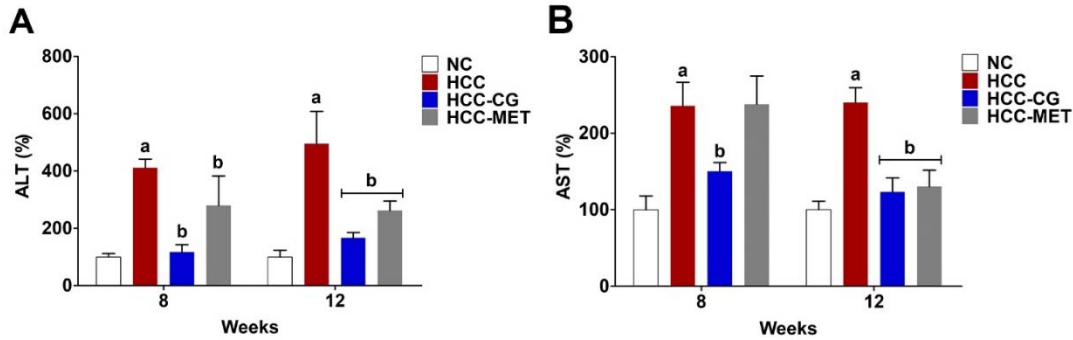 A
ALT (%)
800
600
400
200
0
a
b
b
a
b
8
12
Weeks
NC
HCC
HCC-CG
HCC-MET
B
AST (%)
300
200
100
0
a
b
a
b
8
12
Weeks
NC
HCC
HCC-CG
HCC-MET